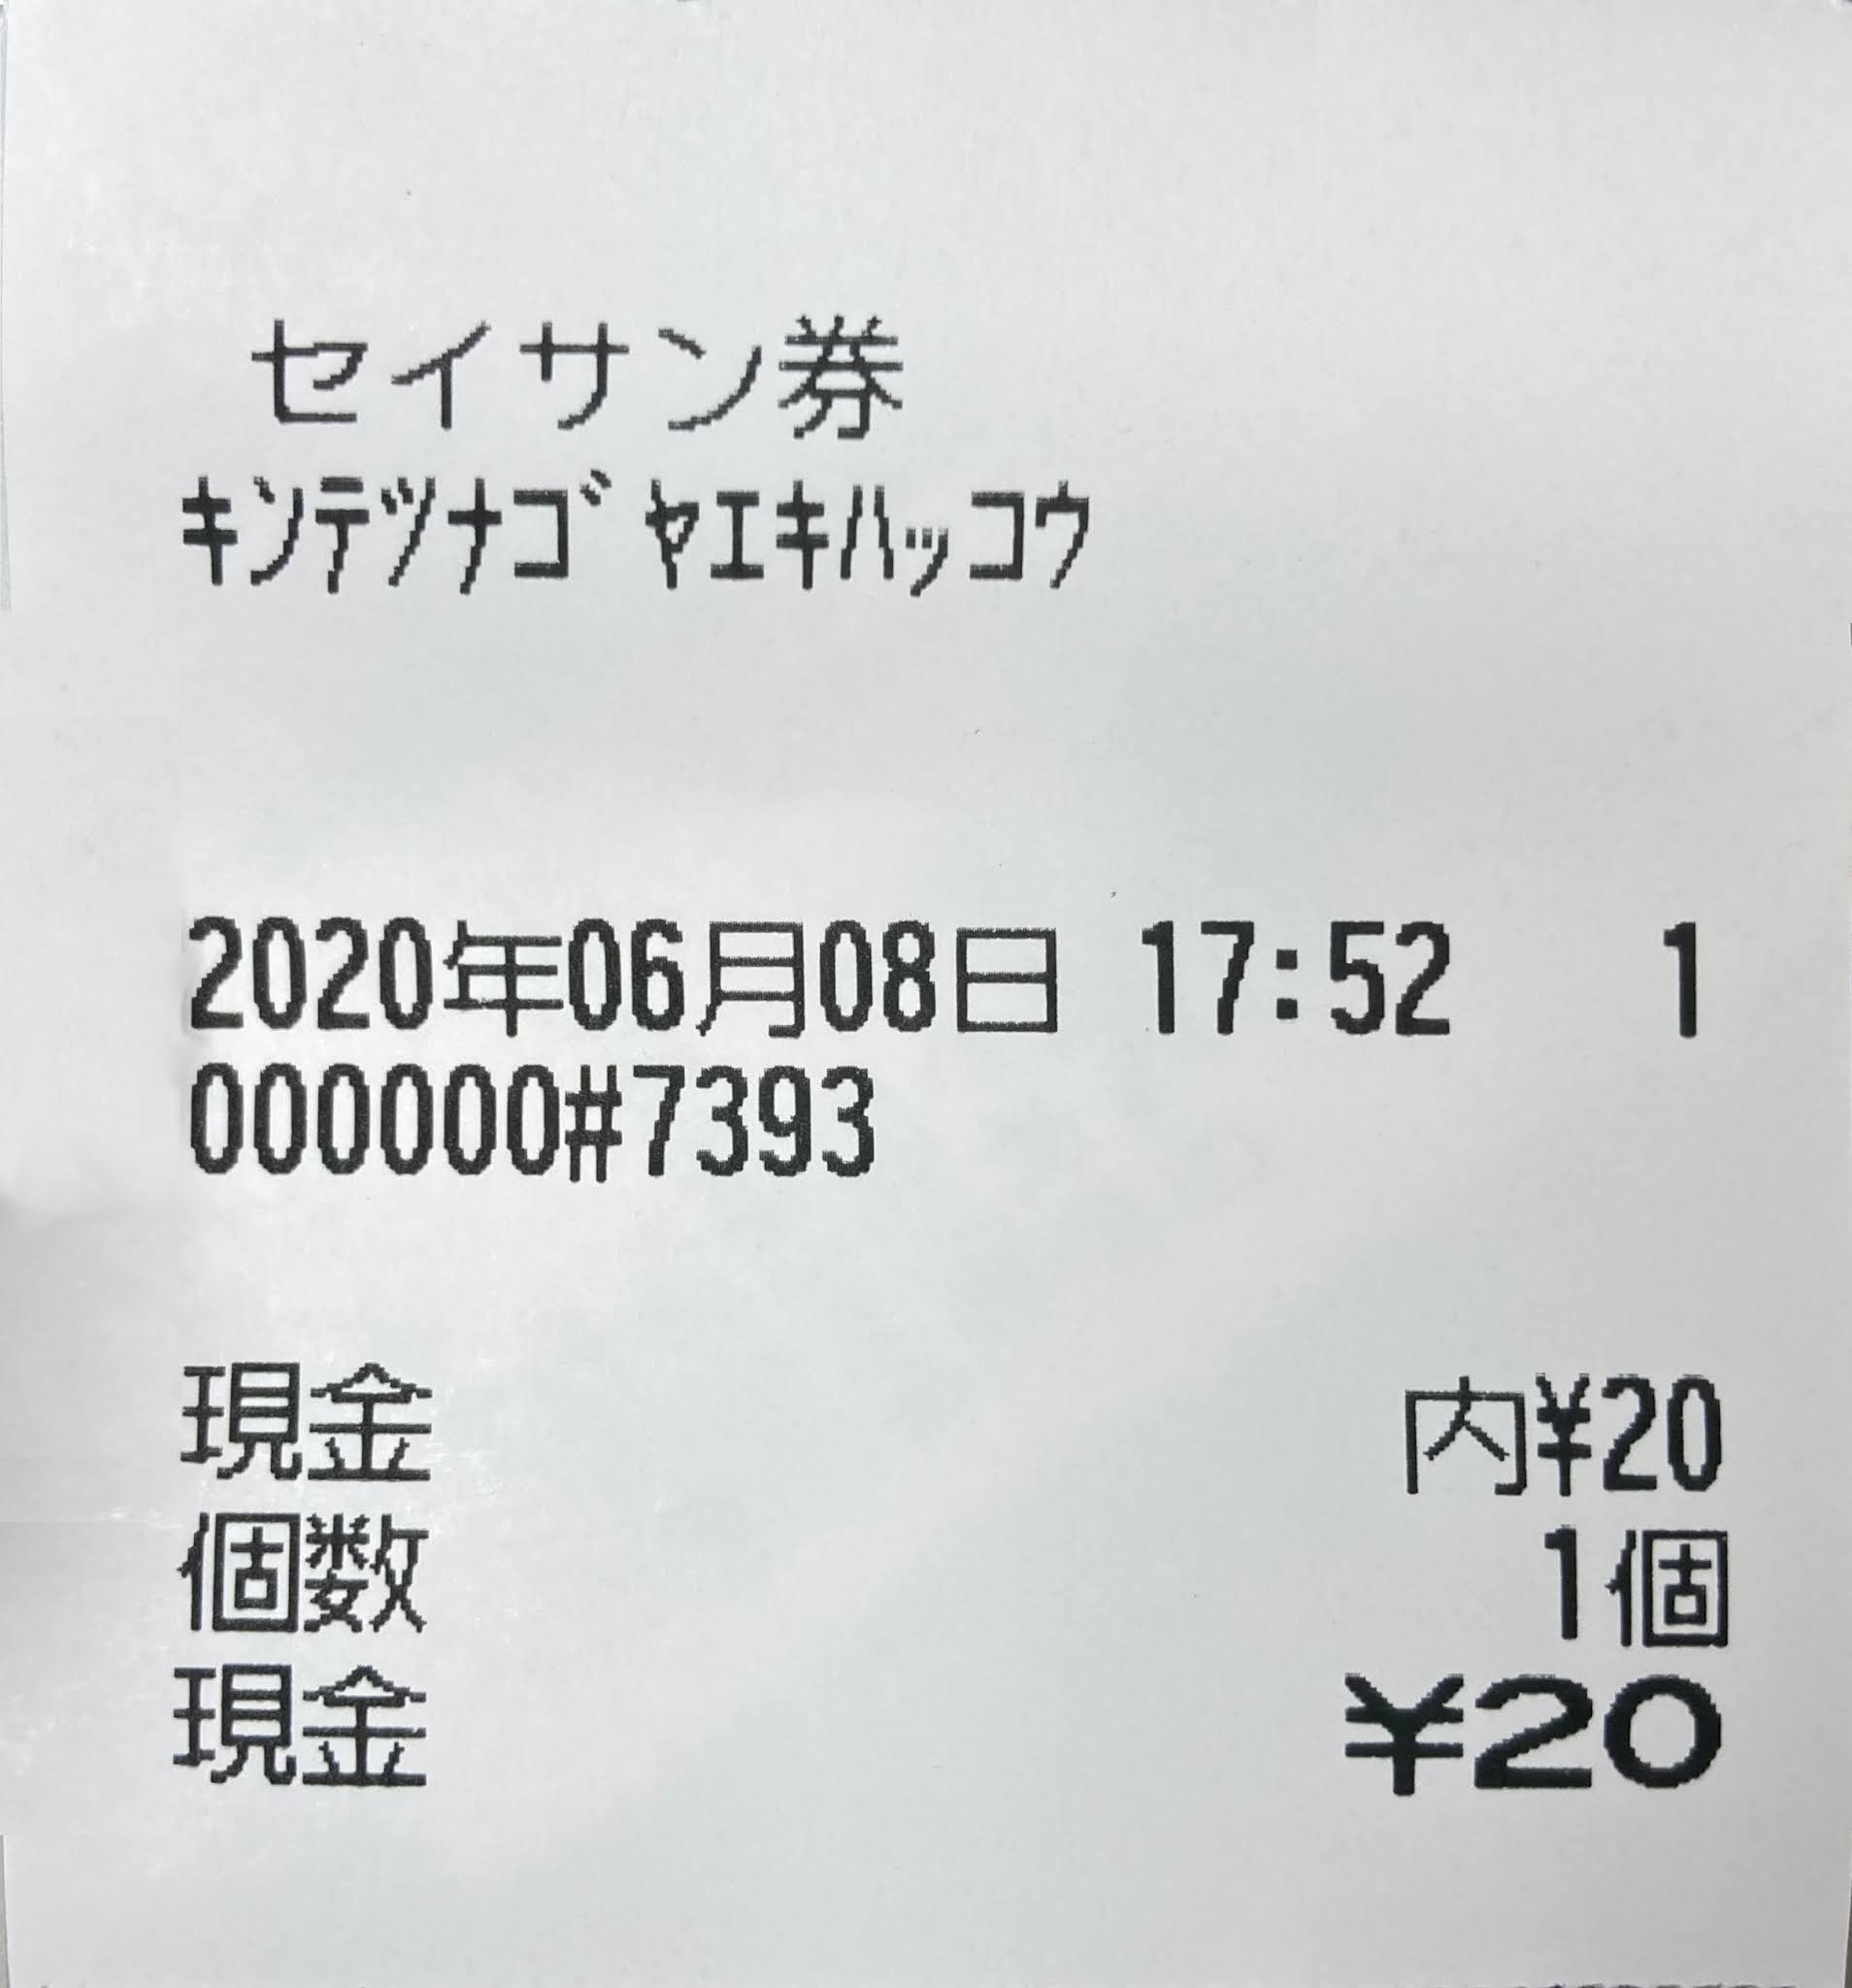 セイサン券
ｷﾝﾃﾂﾅｺﾞﾔｴｷﾊｯｺｳ
2020年06月08日 17:52 1
000000#7393
現金 内¥20
個数 1個
現金 ¥20